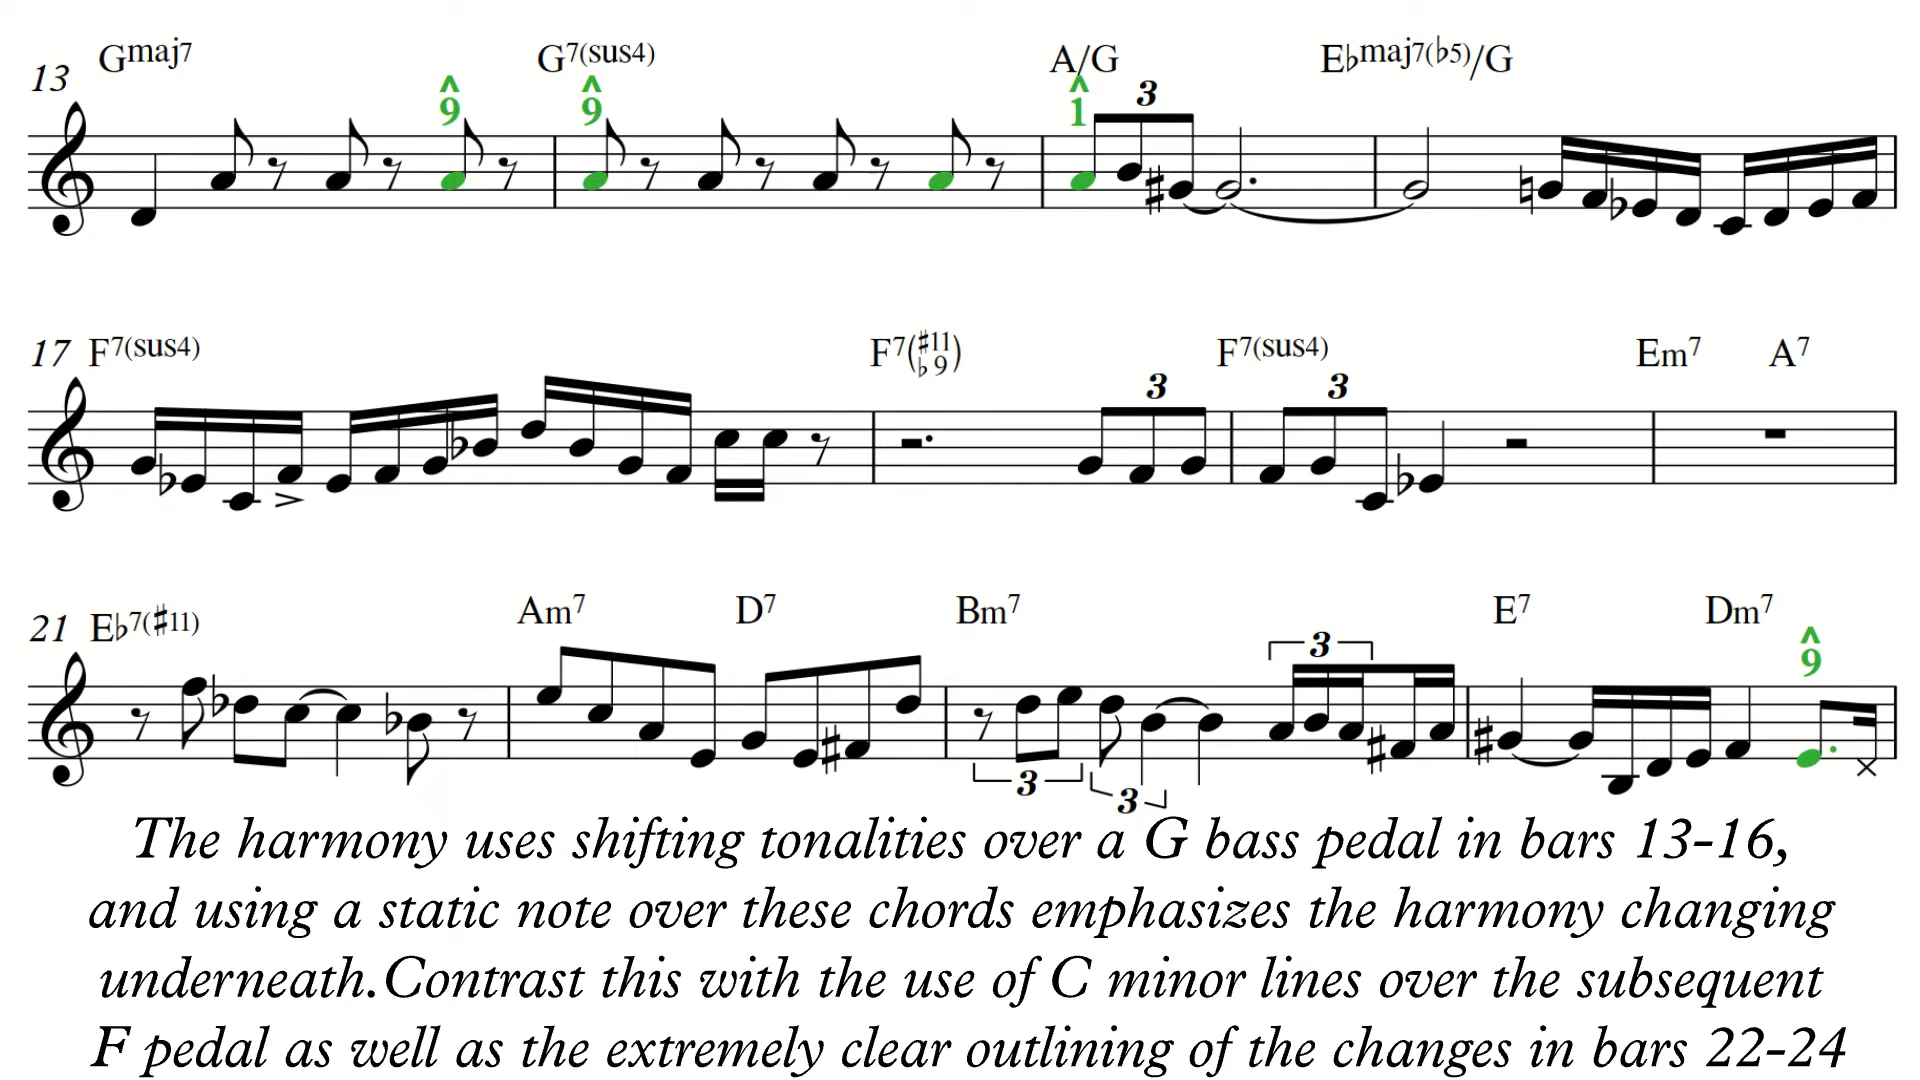 13 Gmaj7 G7(sus4) A/G E♭maj7(♭5)/G
^ ^ ^ 3
9 9 1
17 F7(sus4) F7(♯11 ♭9) F7(sus4) Em7 A7
3 3
21 E♭7(♯11) Am7 D7 Bm7 E7 Dm7
3 ^
9
3 3
The harmony uses shifting tonalities over a G bass pedal in bars 13-16,
and using a static note over these chords emphasizes the harmony changing
underneath.Contrast this with the use of C minor lines over the subsequent
F pedal as well as the extremely clear outlining of the changes in bars 22-24